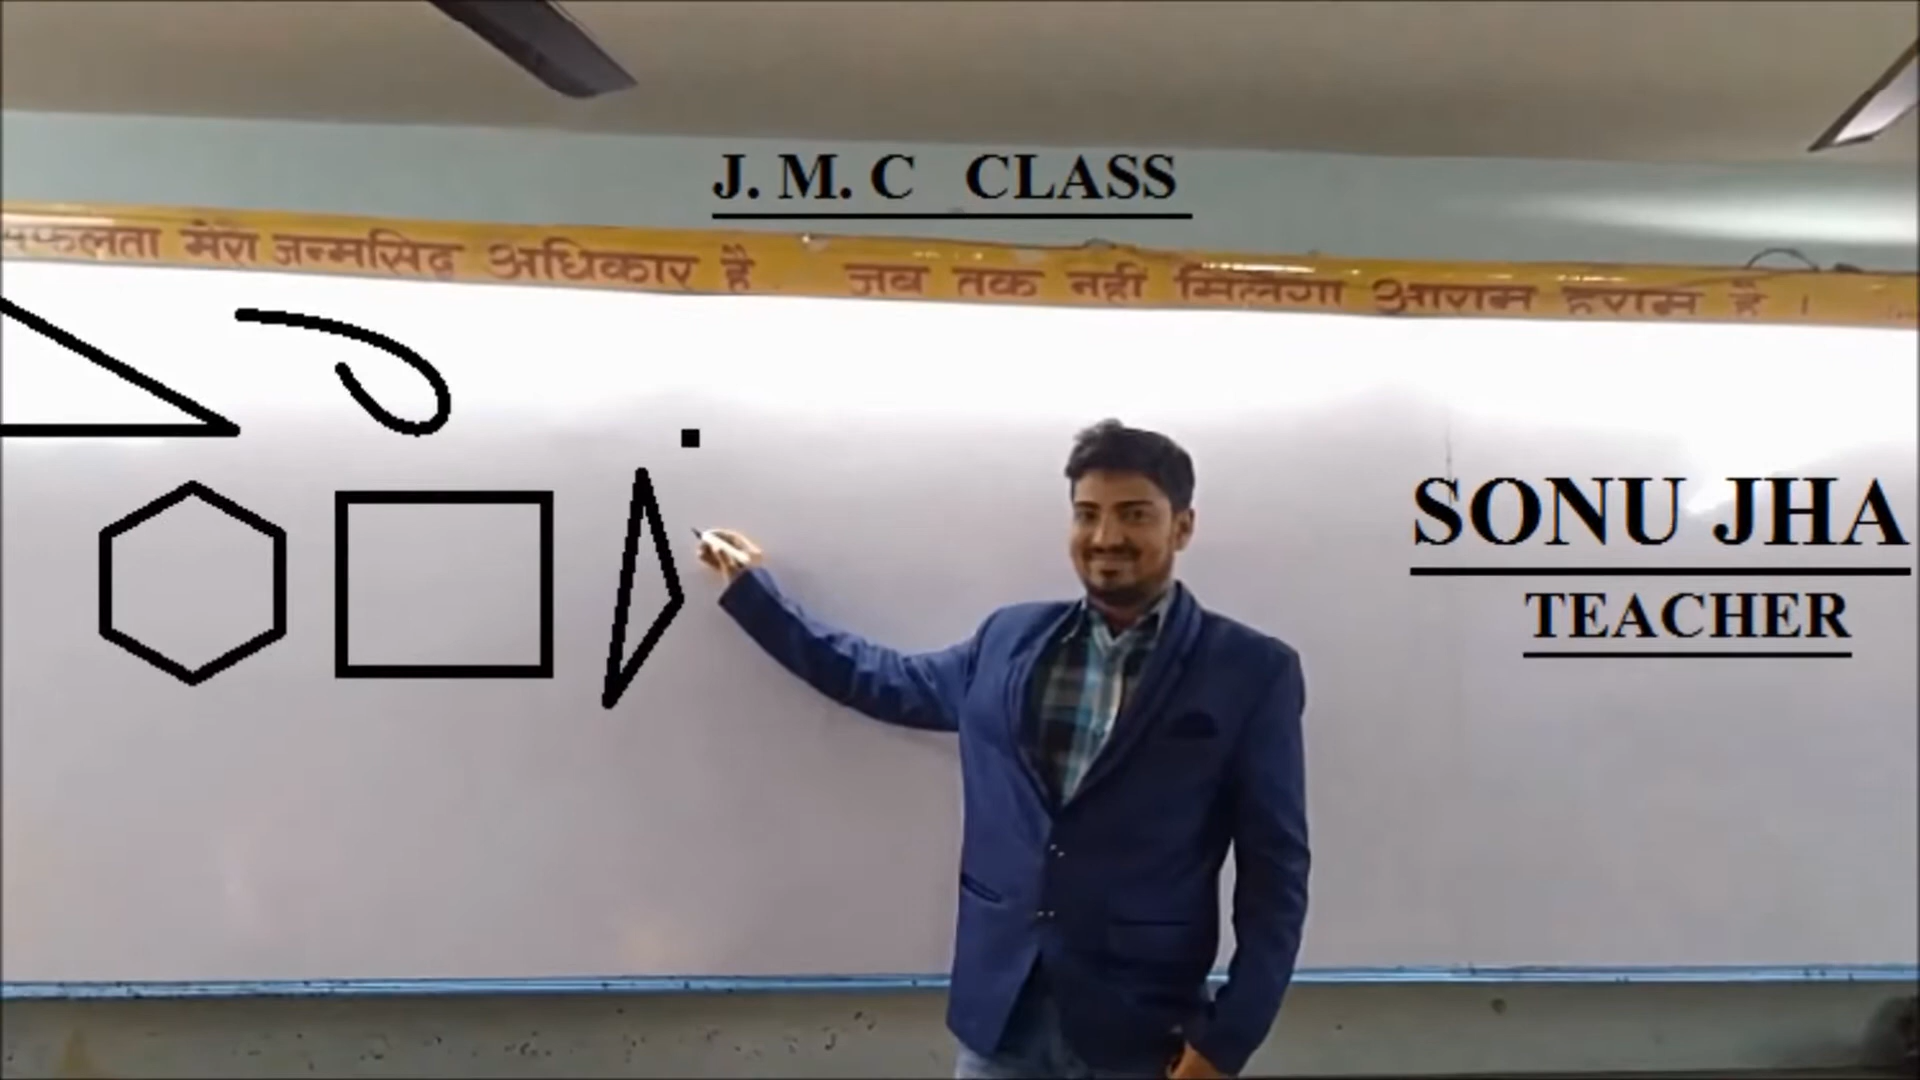 J. M. C CLASS
सफलता मेरा जन्मसिद्ध अधिकार है जब तक नही मिलेगा आराम हराम है ।
SONU JHA
TEACHER